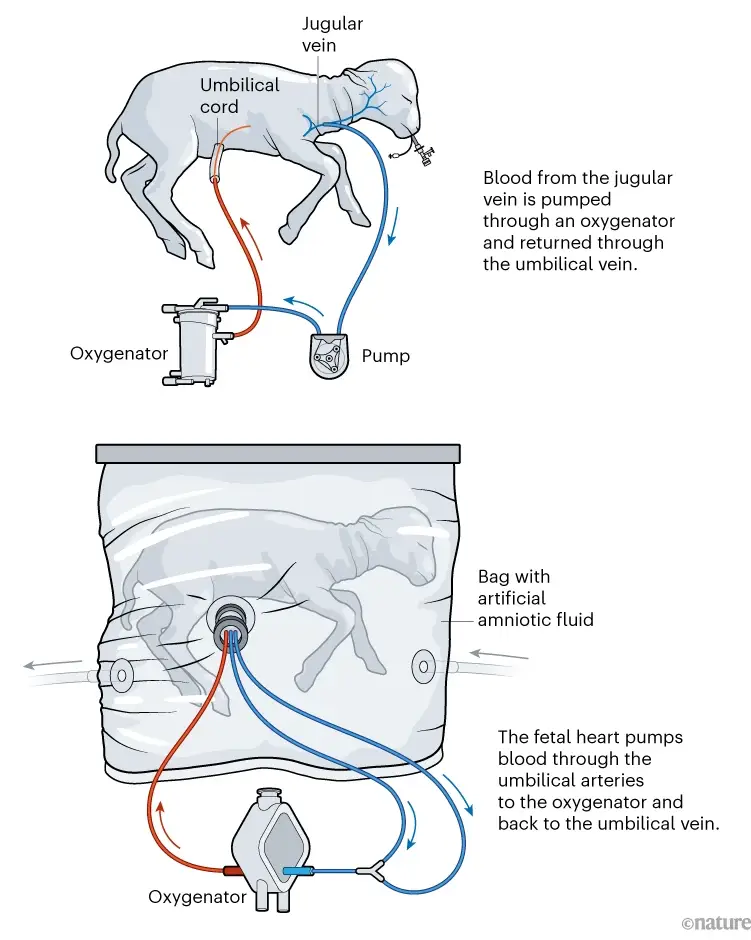 Jugular
vein
Umbilical
cord
Blood from the jugular
vein is pumped
through an oxygenator
and returned through
the umbilical vein.
Oxygenator
Pump
Bag with
artificial
amniotic fluid
The fetal heart pumps
blood through the
umbilical arteries
to the oxygenator and
back to the umbilical vein.
Oxygenator
©nature